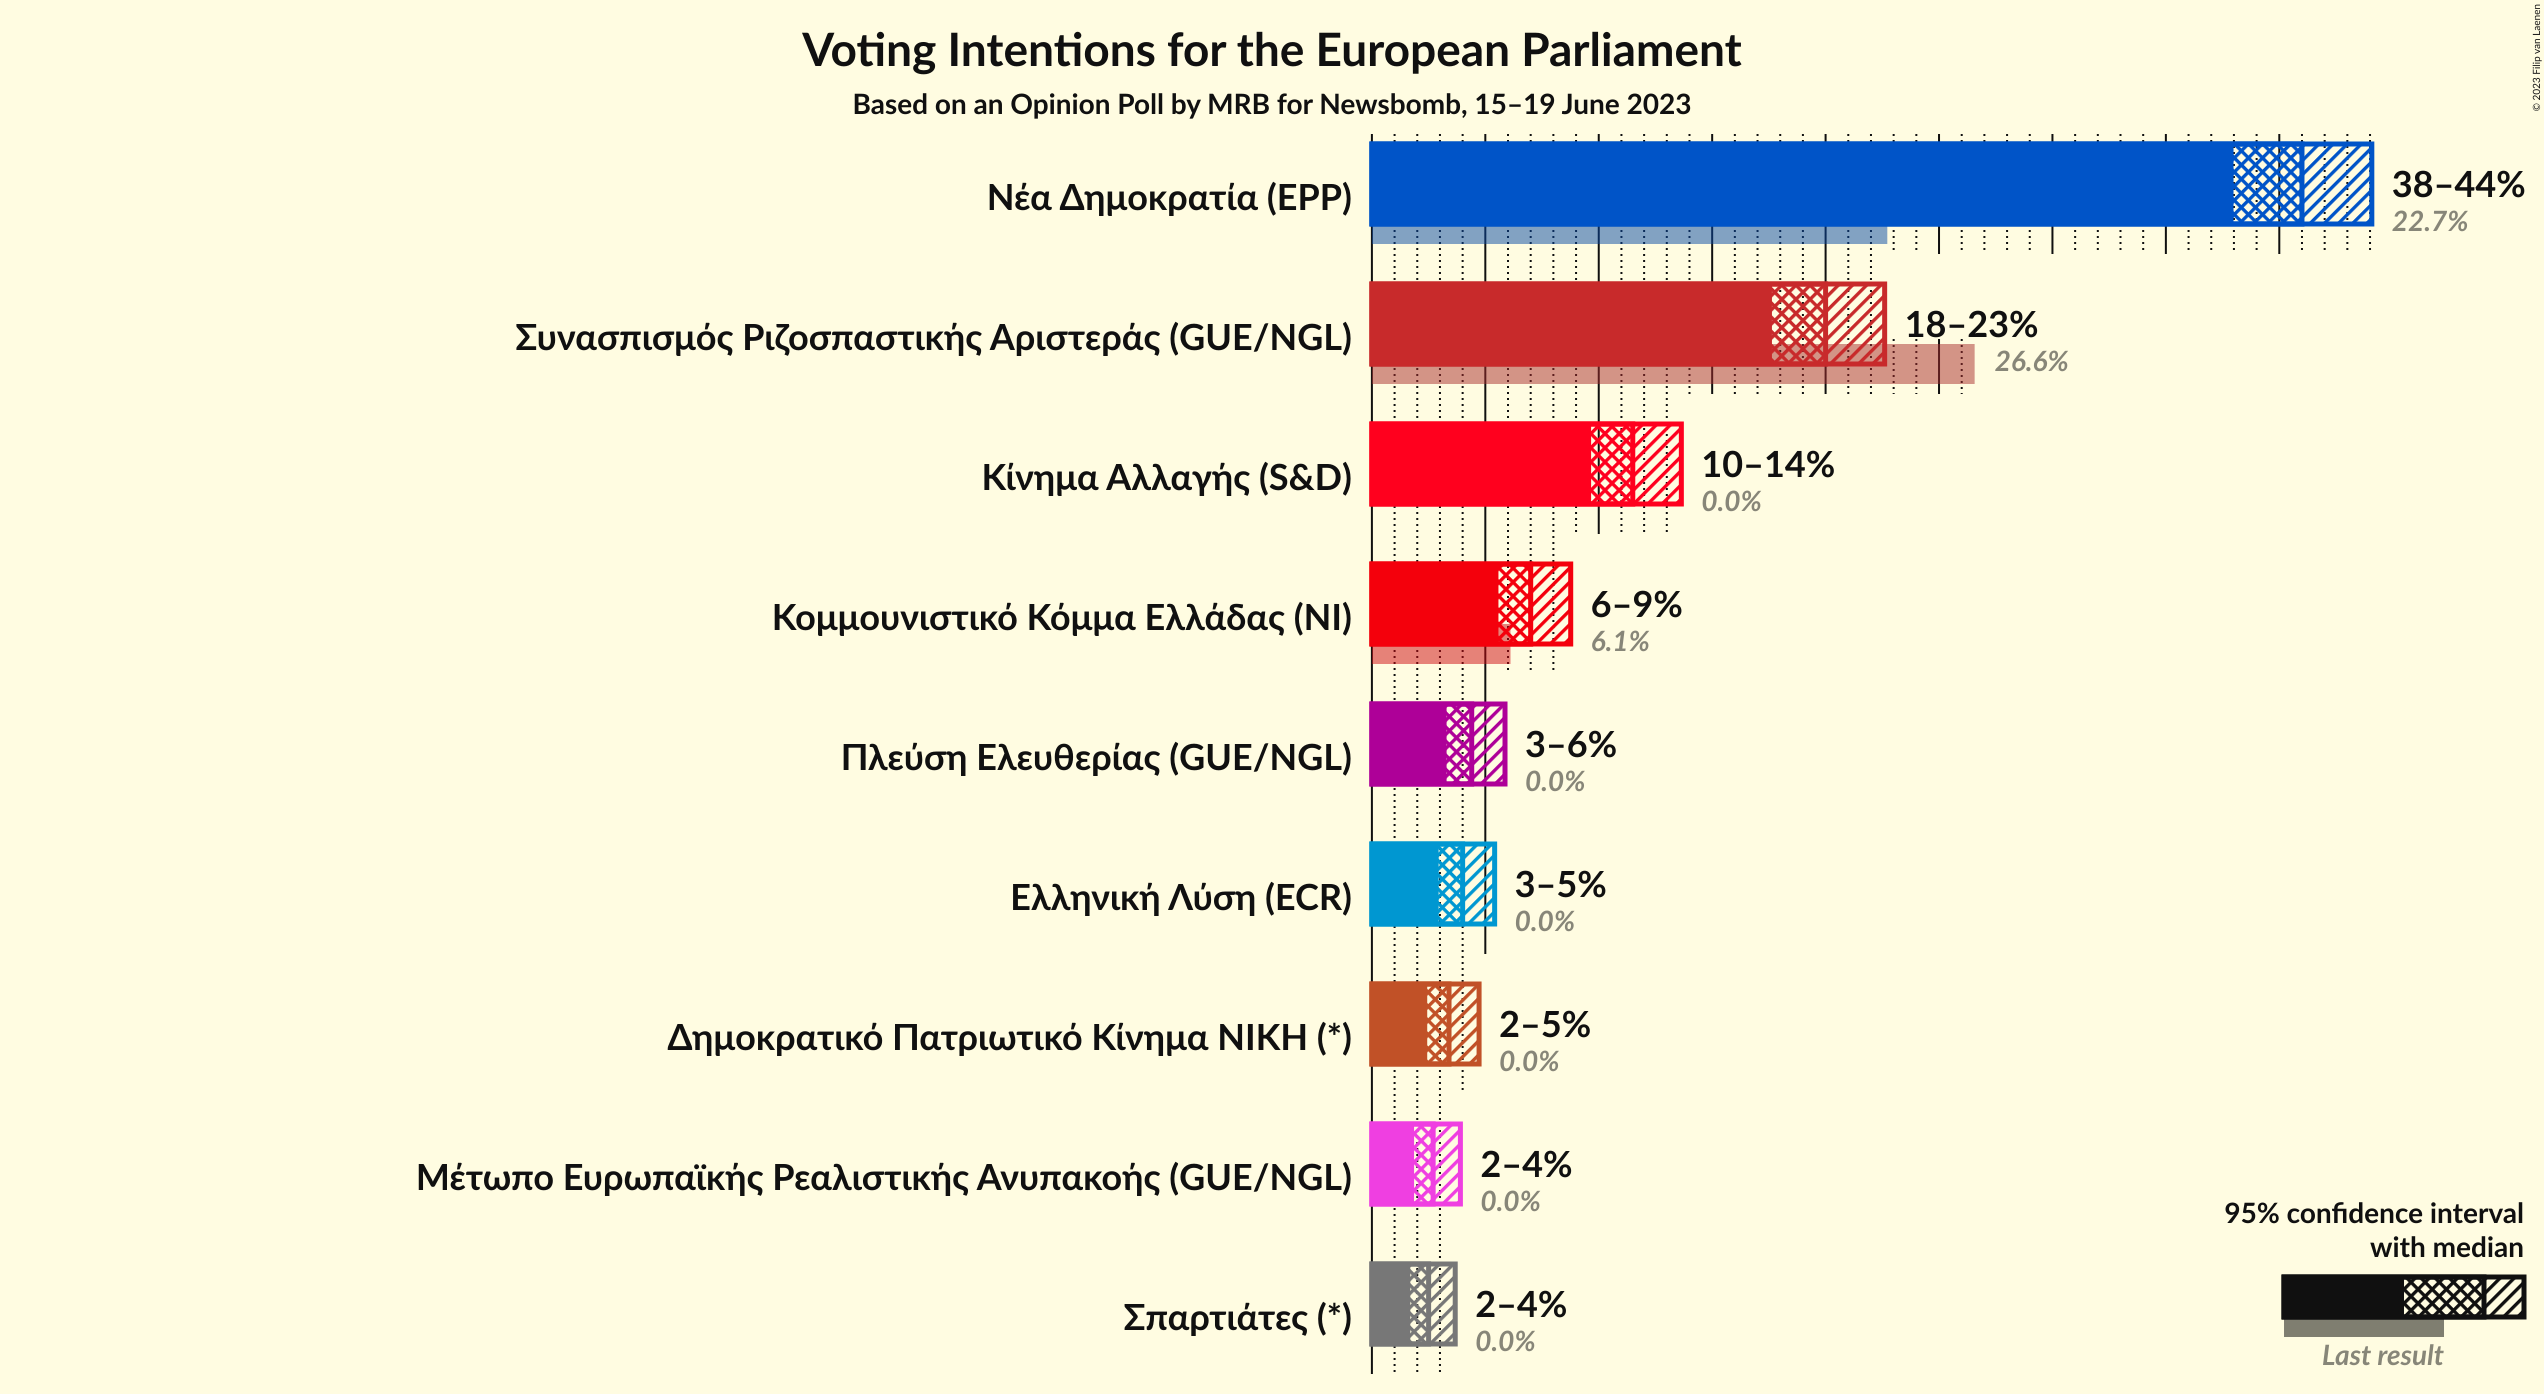 © 2023 Filip van Laenen
Voting Intentions for the European Parliament
Based on an Opinion Poll by MRB for Newsbomb, 15–19 June 2023
Νέα Δημοκρατία (EPP)
38–44%
22.7%
Συνασπισμός Ριζοσπαστικής Αριστεράς (GUE/NGL)
18–23%
26.6%
Κίνημα Αλλαγής (S&D)
10–14%
0.0%
Κομμουνιστικό Κόμμα Ελλάδας (NI)
6–9%
6.1%
Πλεύση Ελευθερίας (GUE/NGL)
3–6%
0.0%
Ελληνική Λύση (ECR)
3–5%
0.0%
Δημοκρατικό Πατριωτικό Κίνημα ΝΙΚΗ (*)
2–5%
0.0%
Μέτωπο Ευρωπαϊκής Ρεαλιστικής Ανυπακοής (GUE/NGL)
2–4%
0.0%
Σπαρτιάτες (*)
2–4%
0.0%
95% confidence interval
with median
Last result